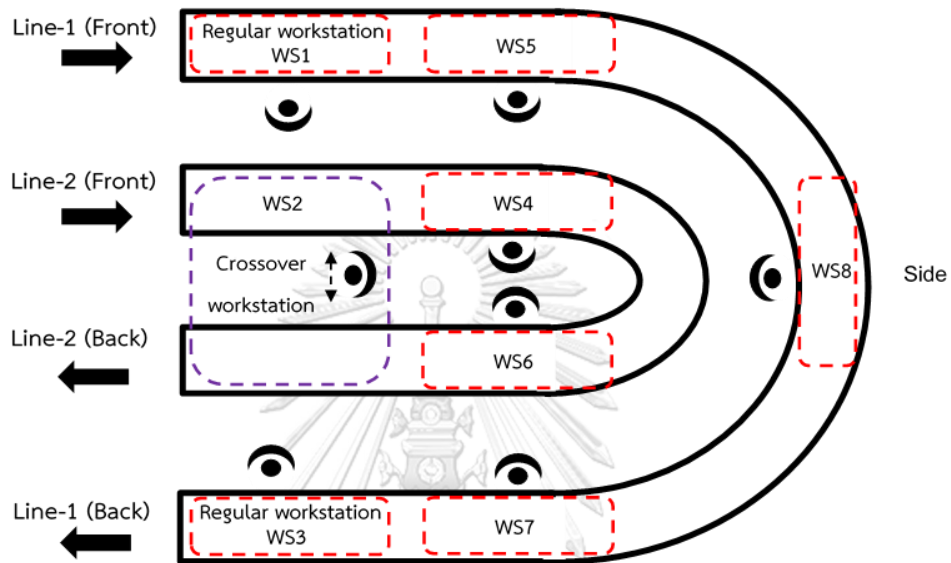 Line-1 (Front)
Regular workstation
WS1
WS5
Line-2 (Front)
WS2
WS4
Crossover
workstation
WS8
Side
Line-2 (Back)
WS6
Line-1 (Back)
Regular workstation
WS3
WS7